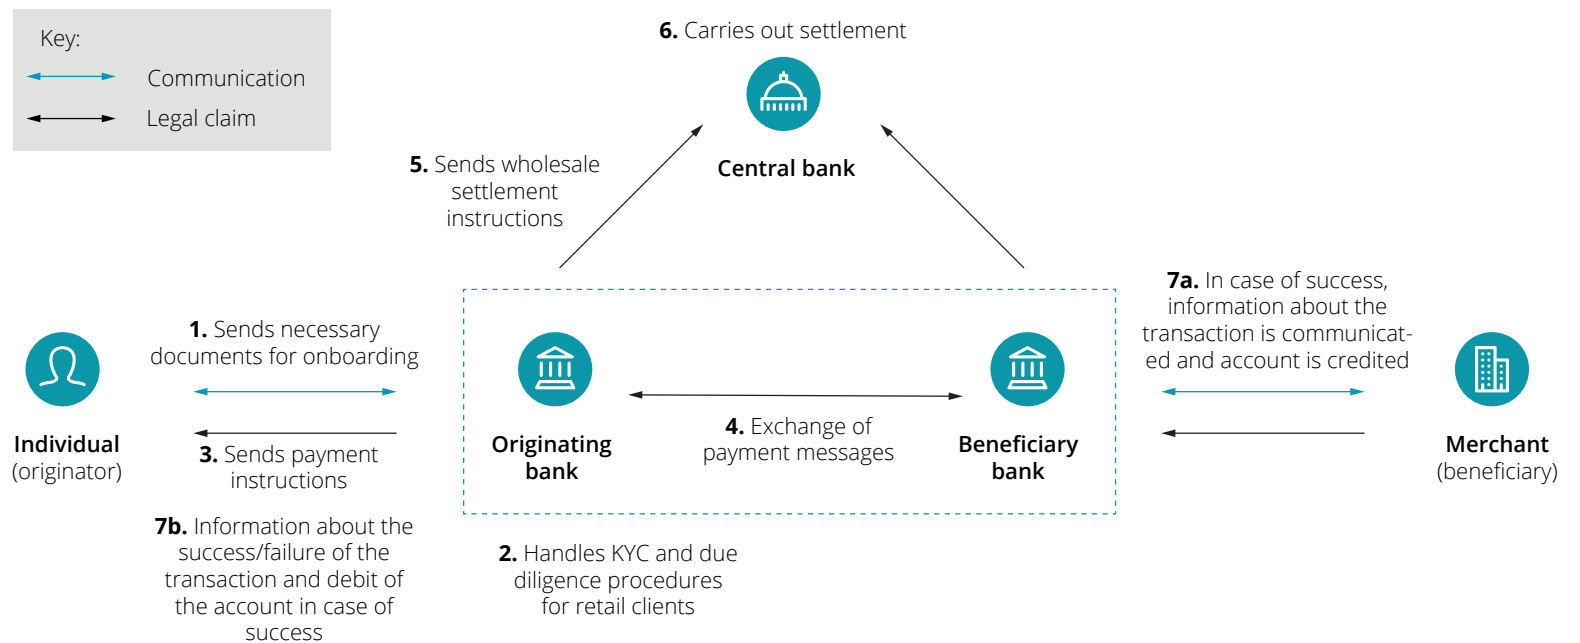 Key:
Communication
Legal claim
6. Carries out settlement
Central bank
5. Sends wholesale
settlement
instructions
1. Sends necessary
documents for onboarding
Individual
(originator)
3. Sends payment
instructions
7b. Information about the
success/failure of the
transaction and debit of
the account in case of
success
Originating
bank
4. Exchange of
payment messages
Beneficiary
bank
2. Handles KYC and due
diligence procedures
for retail clients
7a. In case of success,
information about the
transaction is communicat-
ed and account is credited
Merchant
(beneficiary)